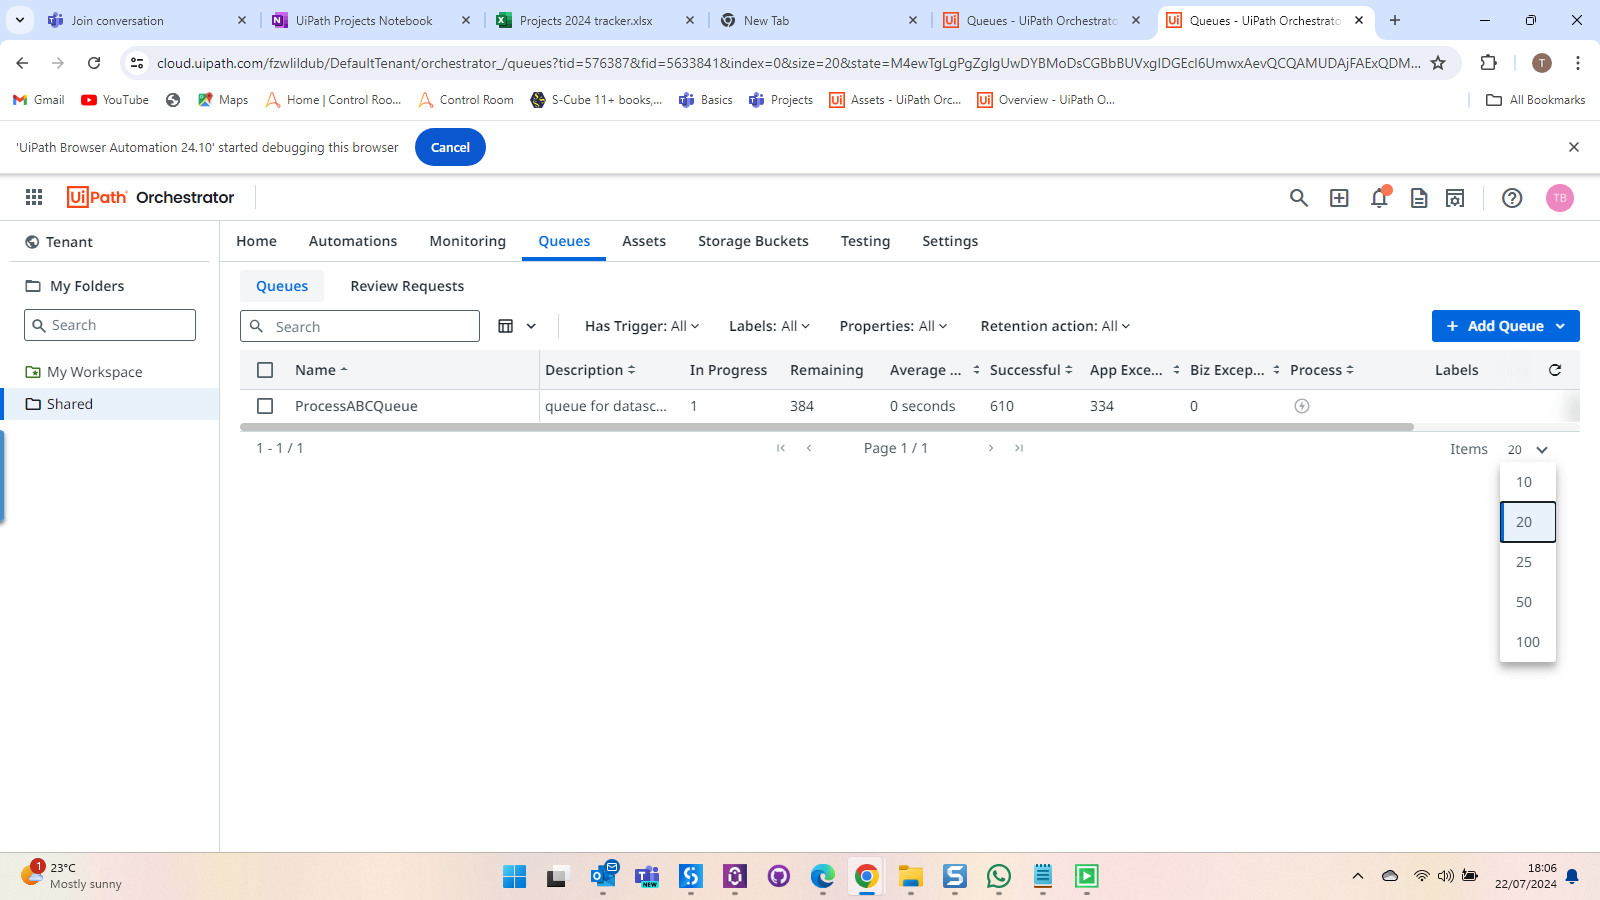 Join conversation
UiPath Projects Notebook
Projects 2024 tracker.xlsx
New Tab
Queues - UiPath Orchestrato
Queues - UiPath Orchestrato
cloud.uipath.com/fzwlildub/DefaultTenant/orchestrator_/queues?tid=576387&fid=5633841&index=0&size=20&state=M4ewTgLgPgZgIgUwDYBMoDsCGBbBUVxgIDGEcI6UmwxAevQCQAMUDAjFAExQDM...
T
Gmail
YouTube
Maps
Home | Control Roo...
Control Room
S-Cube 11+ books,...
Basics
Projects
Assets - UiPath Orc...
Overview - UiPath O...
All Bookmarks
'UiPath Browser Automation 24.10' started debugging this browser
Cancel
UiPath Orchestrator
TB
Tenant
Home
Automations
Monitoring
Queues
Assets
Storage Buckets
Testing
Settings
My Folders
Search
My Workspace
Shared
Queues
Review Requests
Search
Has Trigger: All
Labels: All
Properties: All
Retention action: All
Add Queue
Name
Description
In Progress
Remaining
Average ...
Successful
App Exce...
Biz Excep...
Process
Labels
ProcessABCQueue
queue for datasc...
1
384
0 seconds
610
334
0
1 - 1 / 1
Page 1 / 1
Items
20
10
20
25
50
100
1
23°C
Mostly sunny
NEW
18:06
22/07/2024